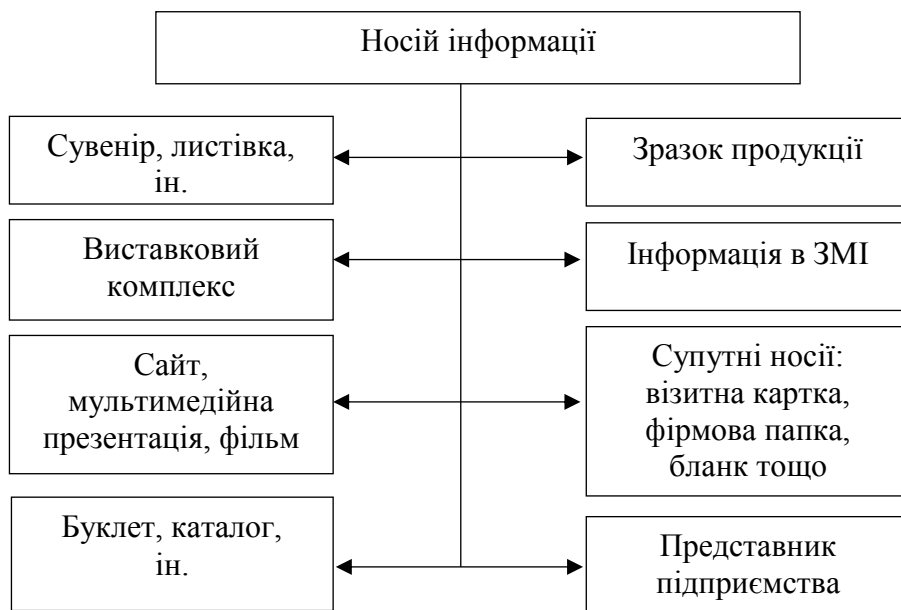 Носій інформації
Сувенір, листівка,
ін.
Зразок продукції
Виставковий
комплекс
Інформація в ЗМІ
Сайт,
мультимедійна
презентація, фільм
Супутні носії:
візитна картка,
фірмова папка,
бланк тощо
Буклет, каталог,
ін.
Представник
підприємства